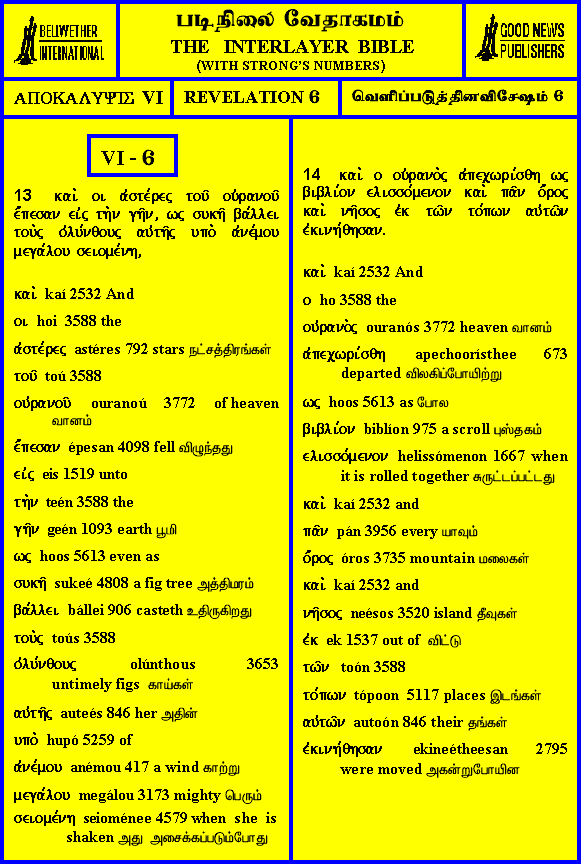 BELLWETHER
INTERNATIONAL
படிநிலை வேதாகமம்
THE INTERLAYER BIBLE
(WITH STRONG'S NUMBERS)
GOOD NEWS
PUBLISHERS
ΑΠΟΚΑΛΥΨΙΣ VI
REVELATION 6
வெளிப்படுத்தினவிசேஷம் 6
VI - 6
13 καὶ οι ἀστέρες τοῦ οὐρανοῦ
ἔπεσαν εἰς τὴν γῆν, ως συκῆ βάλλει
τοὺς ὀλύνθους αὐτῆς υπὸ ἀνέμου
μεγάλου σειομένη,
καὶ kaí 2532 And
οι hoi 3588 the
ἀστέρες astéres 792 stars நட்சத்திரங்கள்
τοῦ toú 3588
οὐρανοῦ ouranoú 3772 of heaven
வானம்
ἔπεσαν épesan 4098 fell விழுந்தது
εἰς eis 1519 unto
τὴν teén 3588 the
γῆν geén 1093 earth பூமி
ως hoos 5613 even as
συκῆ sukeé 4808 a fig tree அத்திமரம்
βάλλει bállei 906 casteth உதிருகிறது
τοὺς toús 3588
ὀλύνθους olúnthous 3653
untimely figs காய்கள்
αὐτῆς auteés 846 her அதின்
υπὸ hupó 5259 of
ἀνέμου anémou 417 a wind காற்று
μεγάλου megálou 3173 mighty பெரும்
σειομένη seioménee 4579 when she is
shaken அது அசைக்கப்படும்போது
14 καὶ ο οὐρανὸς ἀπεχωρίσθη ως
βιβλίον ελισσόμενον καὶ πᾶν ὄρος
καὶ νῆσος ἐκ τῶν τόπων αὐτῶν
ἐκινήθησαν.
καὶ kaí 2532 And
ο ho 3588 the
οὐρανὸς ouranós 3772 heaven வானம்
ἀπεχωρίσθη apechoorísthee 673
departed விலகிப்போயிற்று
ως hoos 5613 as போல
βιβλίον biblíon 975 a scroll புஸ்தகம்
ελισσόμενον helissómenon 1667 when
it is rolled together சுருட்டப்பட்டது
καὶ kaí 2532 and
πᾶν pán 3956 every யாவும்
ὄρος óros 3735 mountain மலைகள்
καὶ kaí 2532 and
νῆσος neésos 3520 island தீவுகள்
ἐκ ek 1537 out of விட்டு
τῶν toón 3588
τόπων tópoon 5117 places இடங்கள்
αὐτῶν autoón 846 their தங்கள்
ἐκινήθησαν ekineétheesan 2795
were moved அகன்றுபோயின